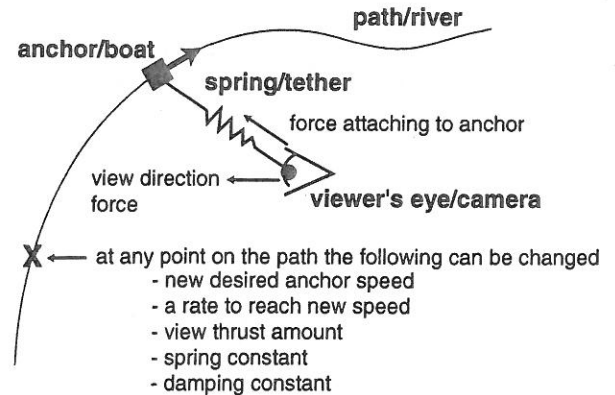 path/river
anchor/boat
spring/tether
force attaching to anchor
view direction
force
viewer's eye/camera
X
at any point on the path the following can be changed
- new desired anchor speed
- a rate to reach new speed
- view thrust amount
- spring constant
- damping constant